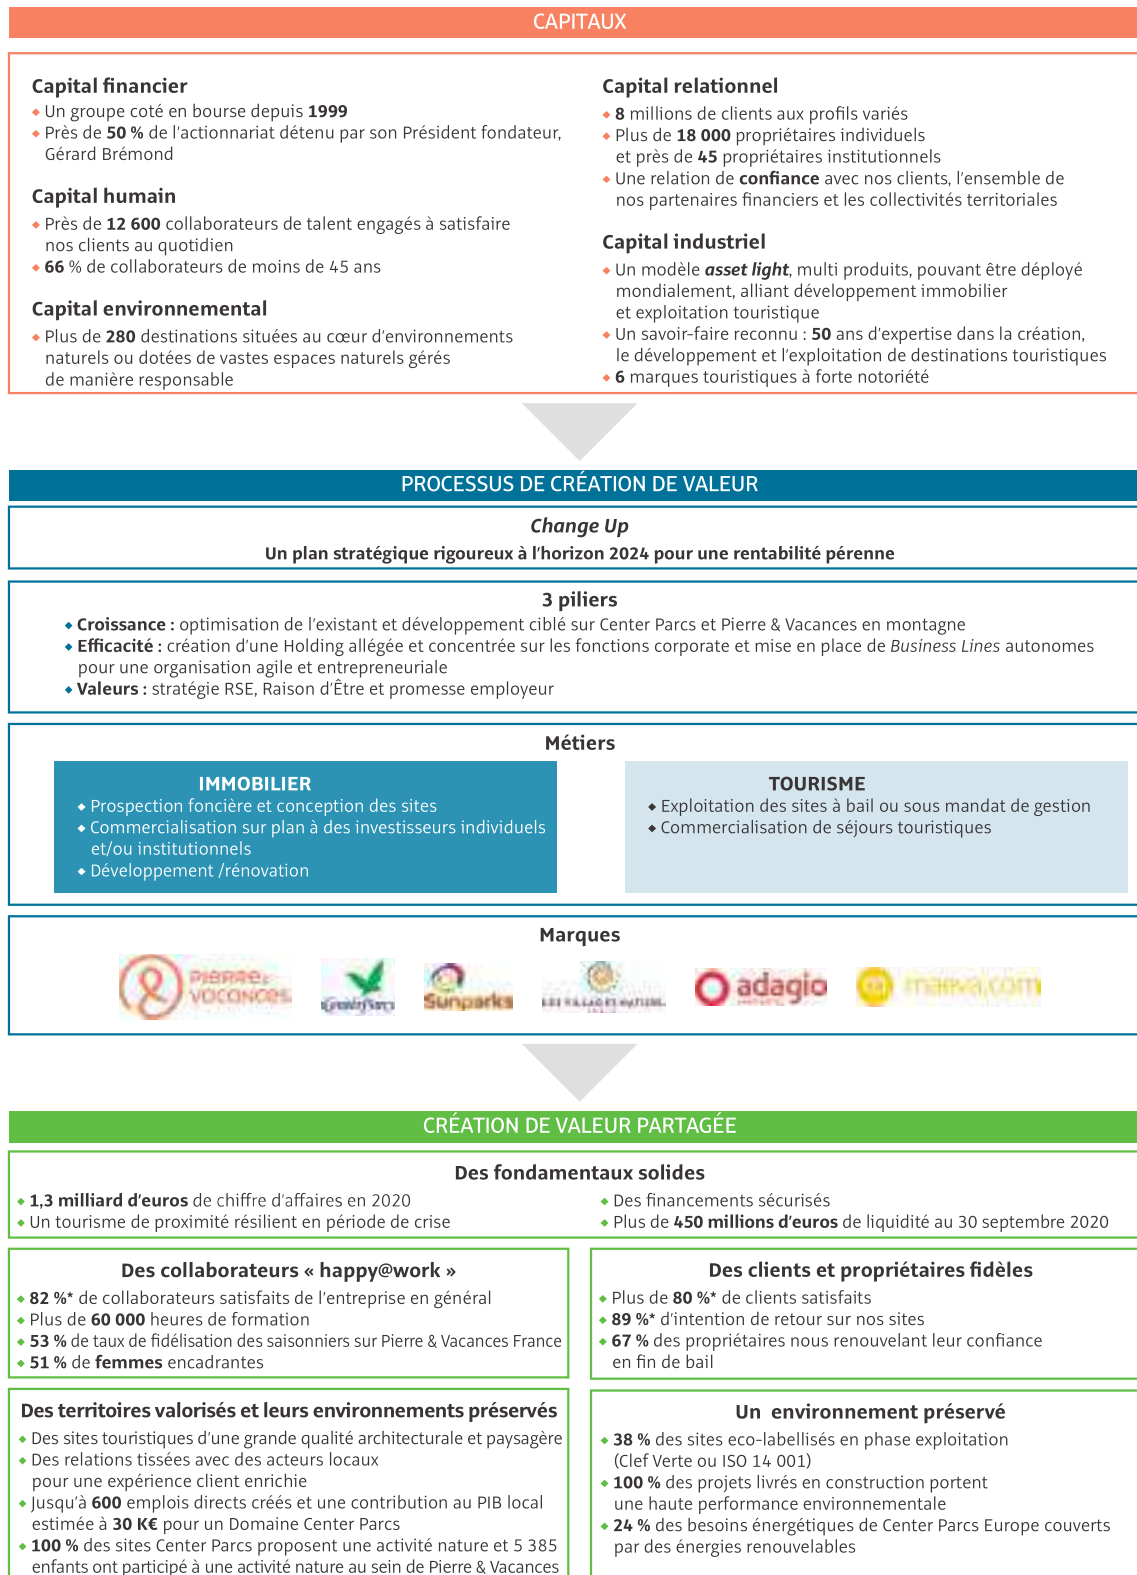 CAPITAUX
Capital financier
Un groupe coté en bourse depuis 1999
Près de 50 % de l'actionnariat détenu par son Président fondateur,
Gérard Brémond
Capital humain
Près de 12 600 collaborateurs de talent engagés à satisfaire
nos clients au quotidien
66 % de collaborateurs de moins de 45 ans
Capital environnemental
Plus de 280 destinations situées au cœur d'environnements
naturels ou dotées de vastes espaces naturels gérés
de manière responsable
Capital relationnel
8 millions de clients aux profils variés
Plus de 18 000 propriétaires individuels
et près de 45 propriétaires institutionnels
Une relation de confiance avec nos clients, l'ensemble de
nos partenaires financiers et les collectivités territoriales
Capital industriel
Un modèle asset light, multi produits, pouvant être déployé
mondialement, alliant développement immobilier
et exploitation touristique
Un savoir-faire reconnu : 50 ans d'expertise dans la création,
le développement et l'exploitation de destinations touristiques
6 marques touristiques à forte notoriété
PROCESSUS DE CRÉATION DE VALEUR
Change Up
Un plan stratégique rigoureux à l'horizon 2024 pour une rentabilité pérenne
3 piliers
Croissance : optimisation de l'existant et développement ciblé sur Center Parcs et Pierre & Vacances en montagne
Efficacité : création d'une Holding allégée et concentrée sur les fonctions corporate et mise en place de Business Lines autonomes
pour une organisation agile et entrepreneuriale
Valeurs : stratégie RSE, Raison d'Être et promesse employeur
Métiers
IMMOBILIER
Prospection foncière et conception des sites
Commercialisation sur plan à des investisseurs individuels
et/ou institutionnels
Développement /rénovation
TOURISME
Exploitation des sites à bail ou sous mandat de gestion
Commercialisation de séjours touristiques
Marques
PIERRE &
VACANCES
CenterParcs
Sunparks
LES VILLAGES NATURE
adagio
maeva.com
CRÉATION DE VALEUR PARTAGÉE
Des fondamentaux solides
1,3 milliard d'euros de chiffre d'affaires en 2020
Un tourisme de proximité résilient en période de crise
Des financements sécurisés
Plus de 450 millions d'euros de liquidité au 30 septembre 2020
Des collaborateurs « happy@work »
82 %* de collaborateurs satisfaits de l'entreprise en général
Plus de 60 000 heures de formation
53 % de taux de fidélisation des saisonniers sur Pierre & Vacances France
51 % de femmes encadrantes
Des clients et propriétaires fidèles
Plus de 80 %* de clients satisfaits
89 %* d'intention de retour sur nos sites
67 % des propriétaires nous renouvelant leur confiance
en fin de bail
Des territoires valorisés et leurs environnements préservés
Des sites touristiques d'une grande qualité architecturale et paysagère
Des relations tissées avec des acteurs locaux
pour une expérience client enrichie
Jusqu'à 600 emplois directs créés et une contribution au PIB local
estimée à 30 K€ pour un Domaine Center Parcs
100 % des sites Center Parcs proposent une activité nature et 5 385
enfants ont participé à une activité nature au sein de Pierre & Vacances
Un environnement préservé
38 % des sites eco-labellisés en phase exploitation
(Clef Verte ou ISO 14 001)
100 % des projets livrés en construction portent
une haute performance environnementale
24 % des besoins énergétiques de Center Parcs Europe couverts
par des énergies renouvelables